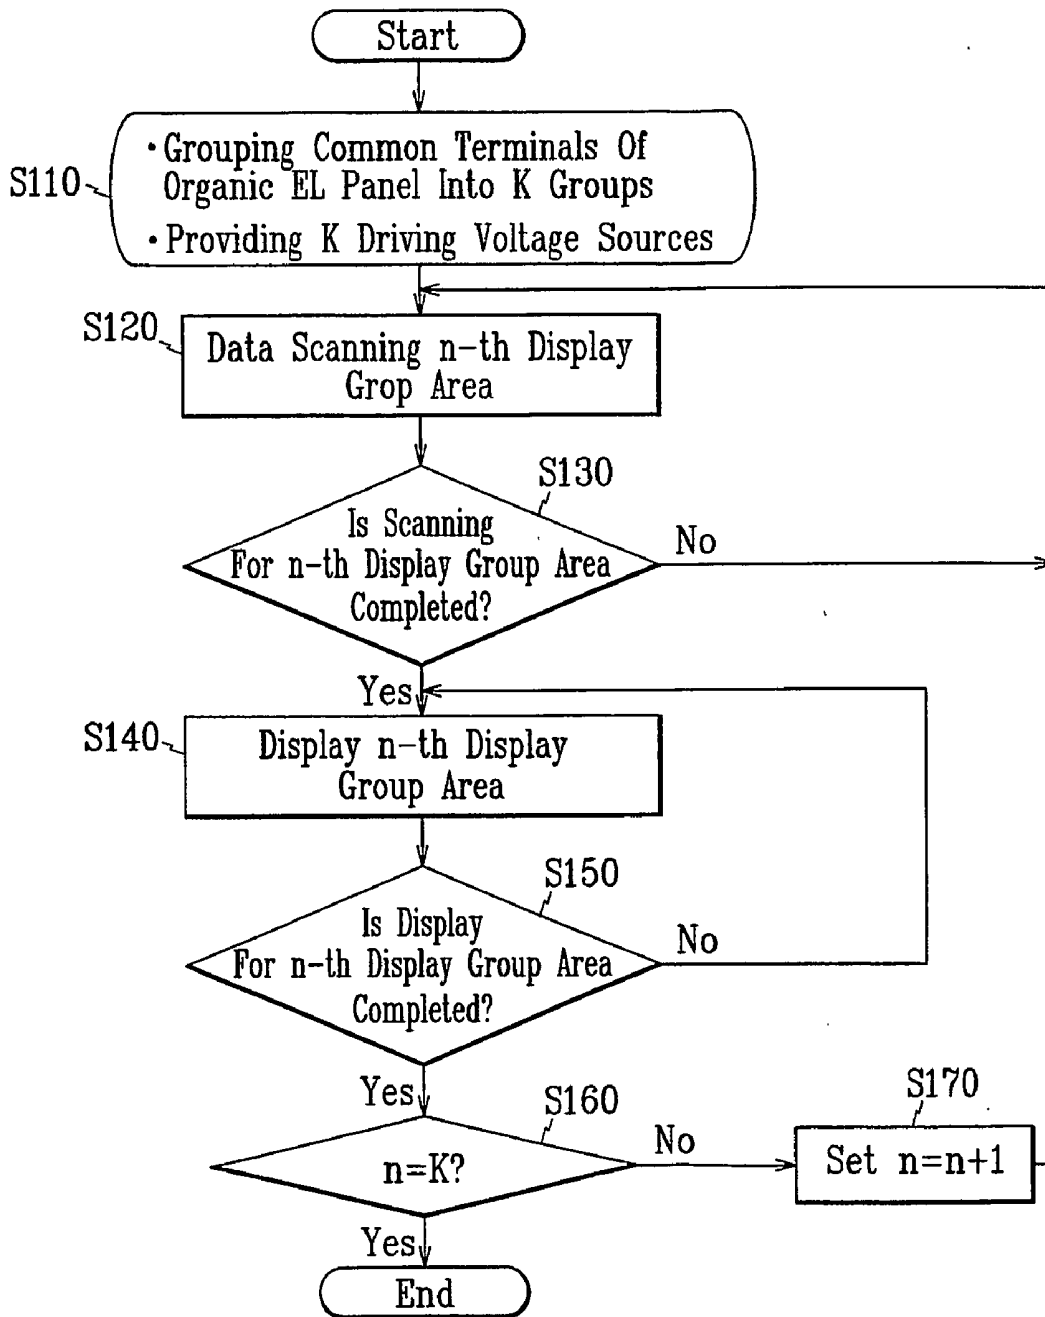 Start
· Grouping Common Terminals Of
Organic EL Panel Into K Groups
S110
· Providing K Driving Voltage Sources
S120
Data Scanning n-th Display
Grop Area
S130
Is Scanning
For n-th Display Group Area
Completed?
No
Yes
S140
Display n-th Display
Group Area
S150
Is Display
For n-th Display Group Area
Completed?
No
Yes
S160
n=K?
No
S170
Set n=n+1
Yes
End